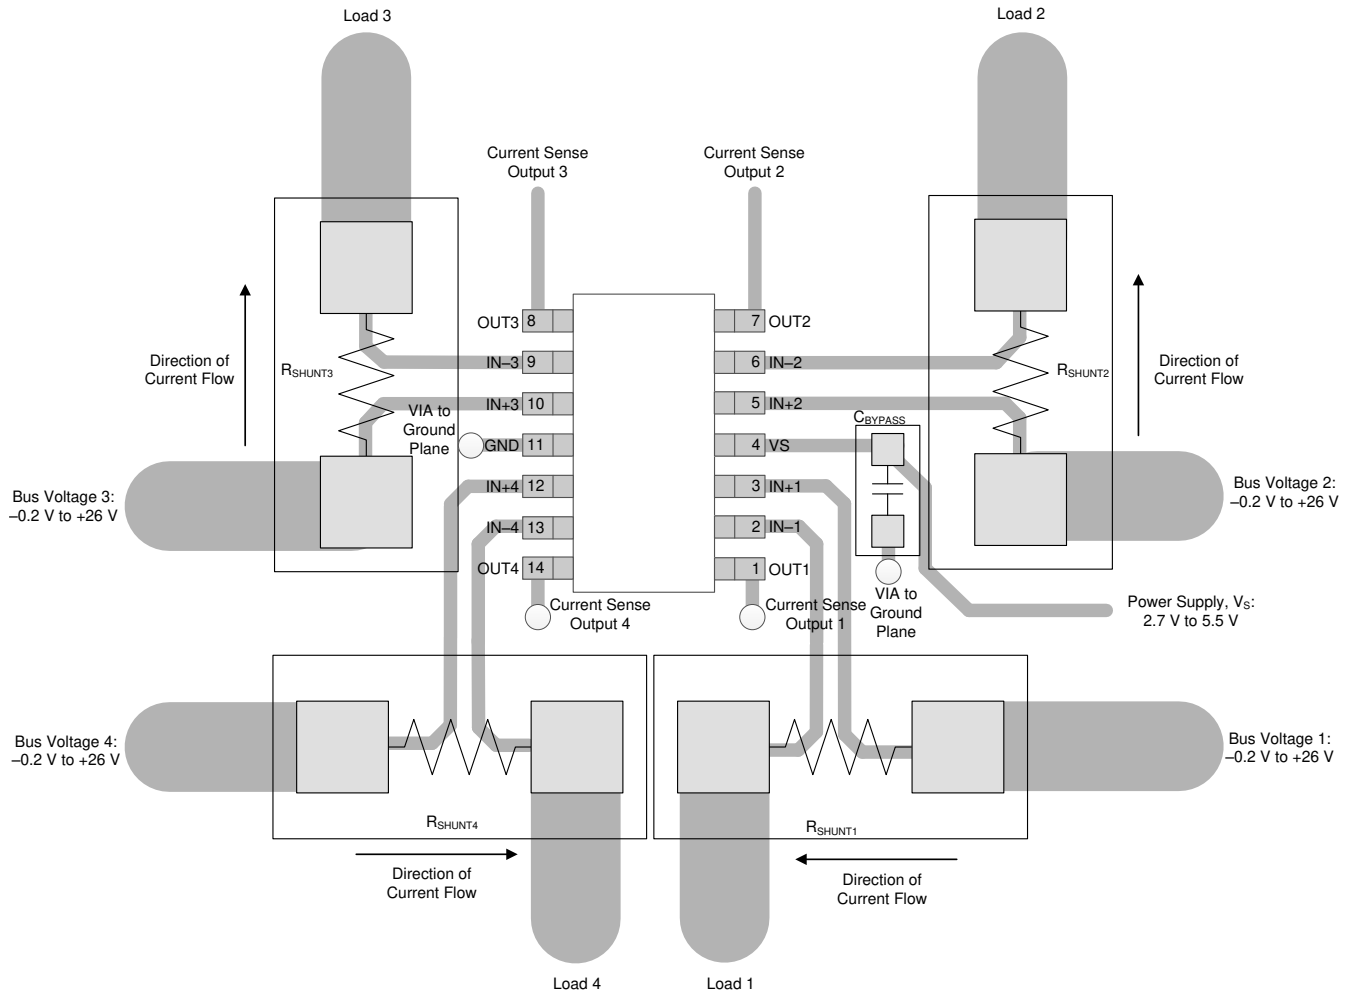 Load 3
Load 2
Current Sense
Output 3
Current Sense
Output 2
OUT3
8
7
OUT2
IN–3
9
6
IN–2
Direction of
Current Flow
RSHUNT3
RSHUNT2
Direction of
Current Flow
IN+3
10
5
IN+2
VIA to
Ground
Plane
CBYPASS
GND
11
4
VS
IN+4
12
3
IN+1
Bus Voltage 3:
–0.2 V to +26 V
Bus Voltage 2:
–0.2 V to +26 V
IN–4
13
2
IN–1
OUT4
14
1
OUT1
Current Sense
Output 4
Current Sense
Output 1
VIA to
Ground
Plane
Power Supply, VS:
2.7 V to 5.5 V
Bus Voltage 4:
–0.2 V to +26 V
Bus Voltage 1:
–0.2 V to +26 V
RSHUNT4
RSHUNT1
Direction of
Current Flow
Direction of
Current Flow
Load 4
Load 1